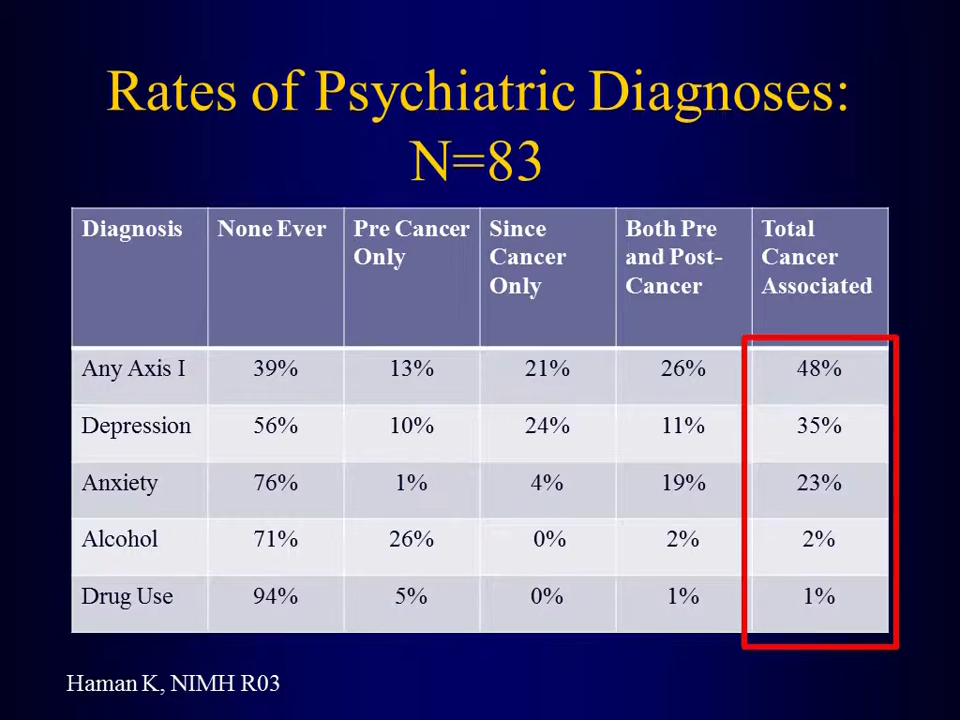 Rates of Psychiatric Diagnoses:
N=83
Diagnosis None Ever Pre Cancer Only Since Cancer Only Both Pre and Post-Cancer Total Cancer Associated
Any Axis I 39% 13% 21% 26% 48%
Depression 56% 10% 24% 11% 35%
Anxiety 76% 1% 4% 19% 23%
Alcohol 71% 26% 0% 2% 2%
Drug Use 94% 5% 0% 1% 1%
Haman K, NIMH R03